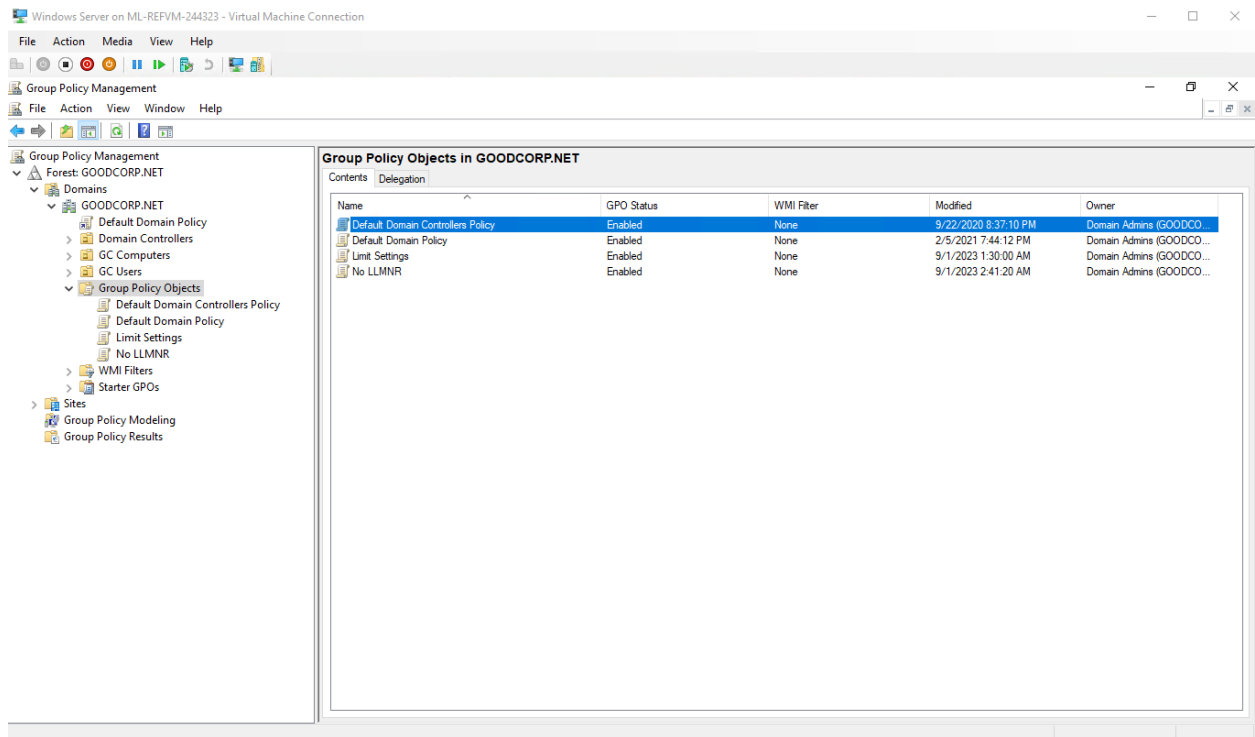 Windows Server on ML-REFVM-244323 - Virtual Machine Connection
File Action Media View Help
Group Policy Management
File Action View Window Help
Group Policy Management
Forest: GOODCORP.NET
Domains
GOODCORP.NET
Default Domain Policy
Domain Controllers
GC Computers
GC Users
Group Policy Objects
Default Domain Controllers Policy
Default Domain Policy
Limit Settings
No LLMNR
WMI Filters
Starter GPOs
Sites
Group Policy Modeling
Group Policy Results
Group Policy Objects in GOODCORP.NET
Contents Delegation
Name GPO Status WMI Filter Modified Owner
Default Domain Controllers Policy Enabled None 9/22/2020 8:37:10 PM Domain Admins (GOODCO...
Default Domain Policy Enabled None 2/5/2021 7:44:12 PM Domain Admins (GOODCO...
Limit Settings Enabled None 9/1/2023 1:30:00 AM Domain Admins (GOODCO...
No LLMNR Enabled None 9/1/2023 2:41:20 AM Domain Admins (GOODCO...